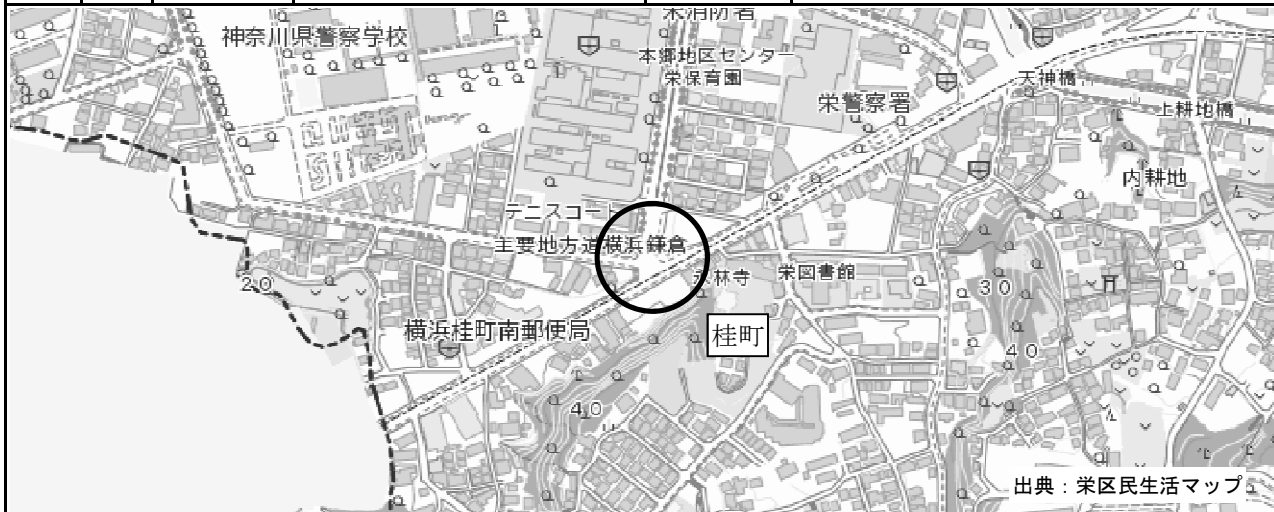 栄消防署
神奈川県警察学校
本郷地区センター
栄保育園
栄警察署
天神橋
上耕地橋
内耕地
テニスコート
主要地方道横浜鎌倉
林寺
栄図書館
20
30
横浜桂町南郵便局
桂町
40
40
出典：栄区民生活マップ